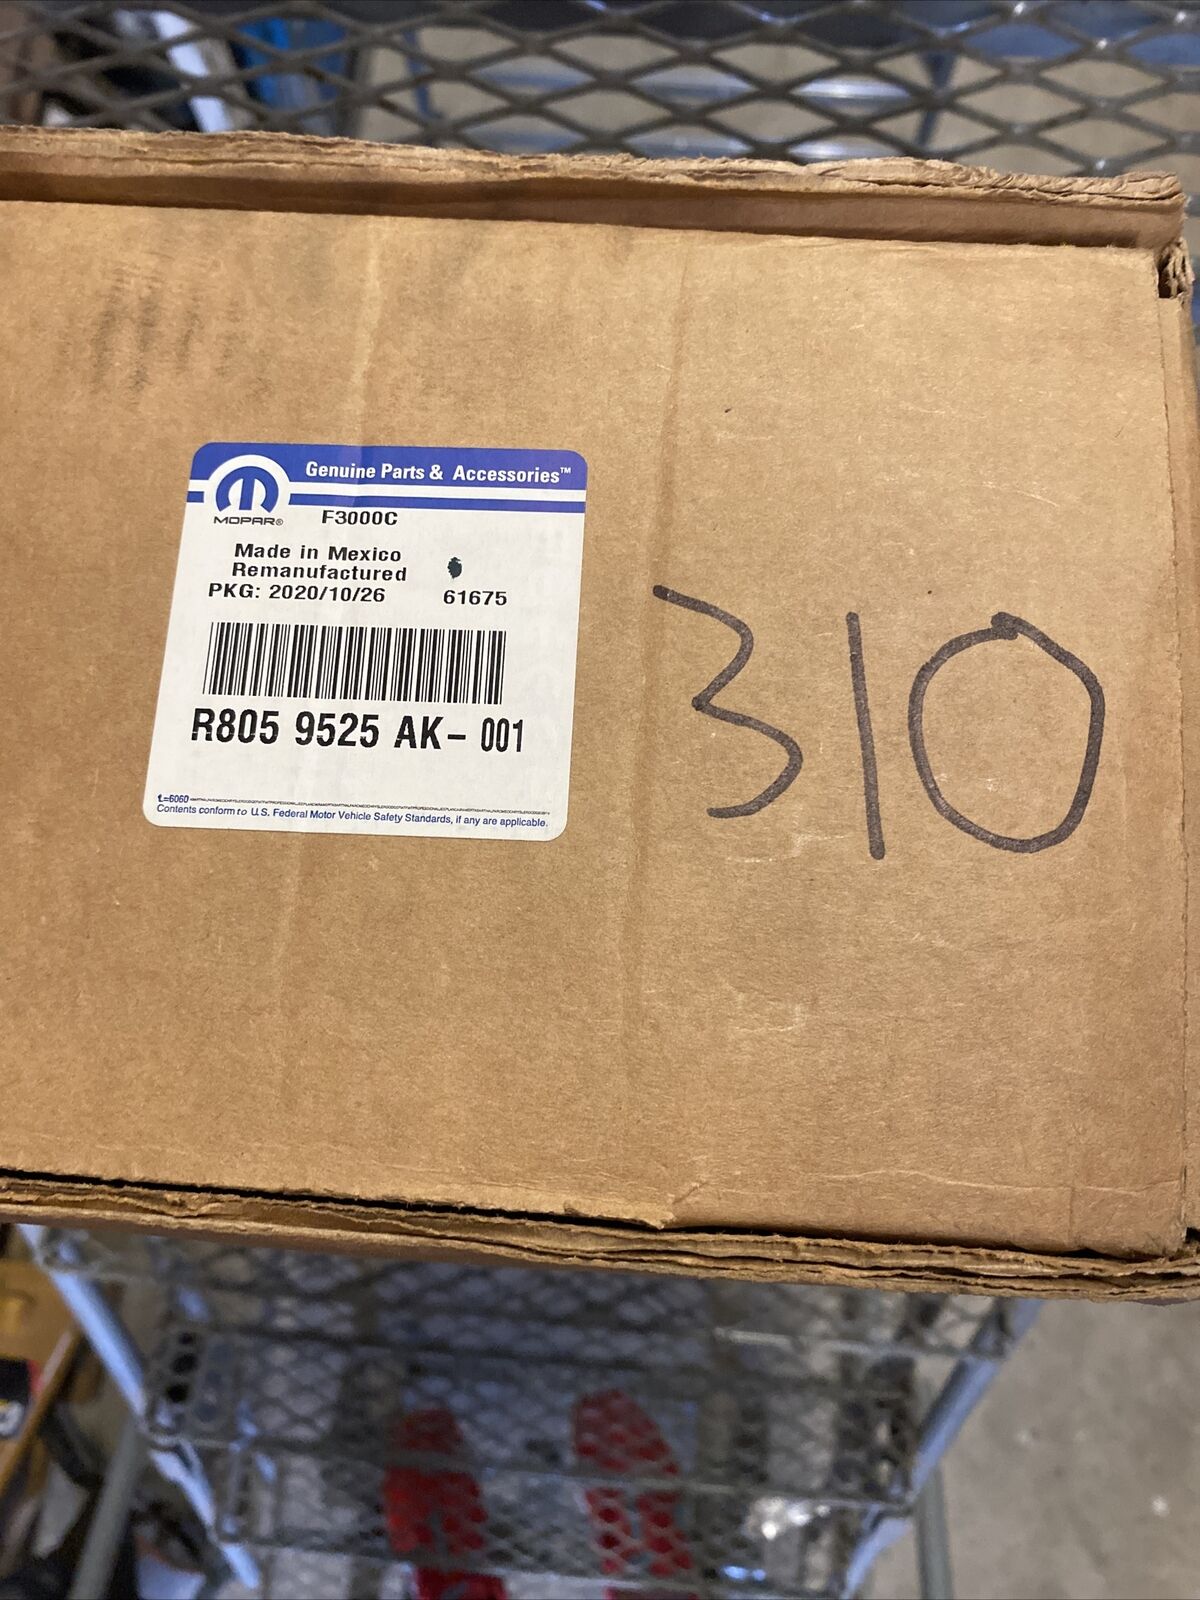 Genuine Parts & Accessories™
MOPAR®
F3000C
Made in Mexico
Remanufactured
PKG: 2020/10/26 61675
R805 9525 AK- 001
L=6060
Contents conform to U.S. Federal Motor Vehicle Safety Standards, if any are applicable.
310